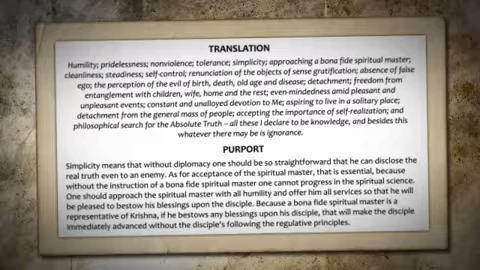 TRANSLATION
Humility; pridelessness; nonviolence; tolerance; simplicity; approaching a bona fide spiritual master;
cleanliness; steadiness; self-control; renunciation of the objects of sense gratification; absence of false
ego; the perception of the evil of birth, death, old age and disease; detachment; freedom from
entanglement with children, wife, home and the rest; even-mindedness amid pleasant and
unpleasant events; constant and unalloyed devotion to Me; aspiring to live in a solitary place;
detachment from the general mass of people; accepting the importance of self-realization; and
philosophical search for the Absolute Truth – all these I declare to be knowledge, and besides this
whatever there may be is ignorance.
PURPORT
Simplicity means that without diplomacy one should be so straightforward that he can disclose the
real truth even to an enemy. As for acceptance of the spiritual master, that is essential, because
without the instruction of a bona fide spiritual master one cannot progress in the spiritual science.
One should approach the spiritual master with all humility and offer him all services so that he will
be pleased to bestow his blessings upon the disciple. Because a bona fide spiritual master is a
representative of Krishna, if he bestows any blessings upon his disciple, that will make the disciple
immediately advanced without the disciple's following the regulative principles.